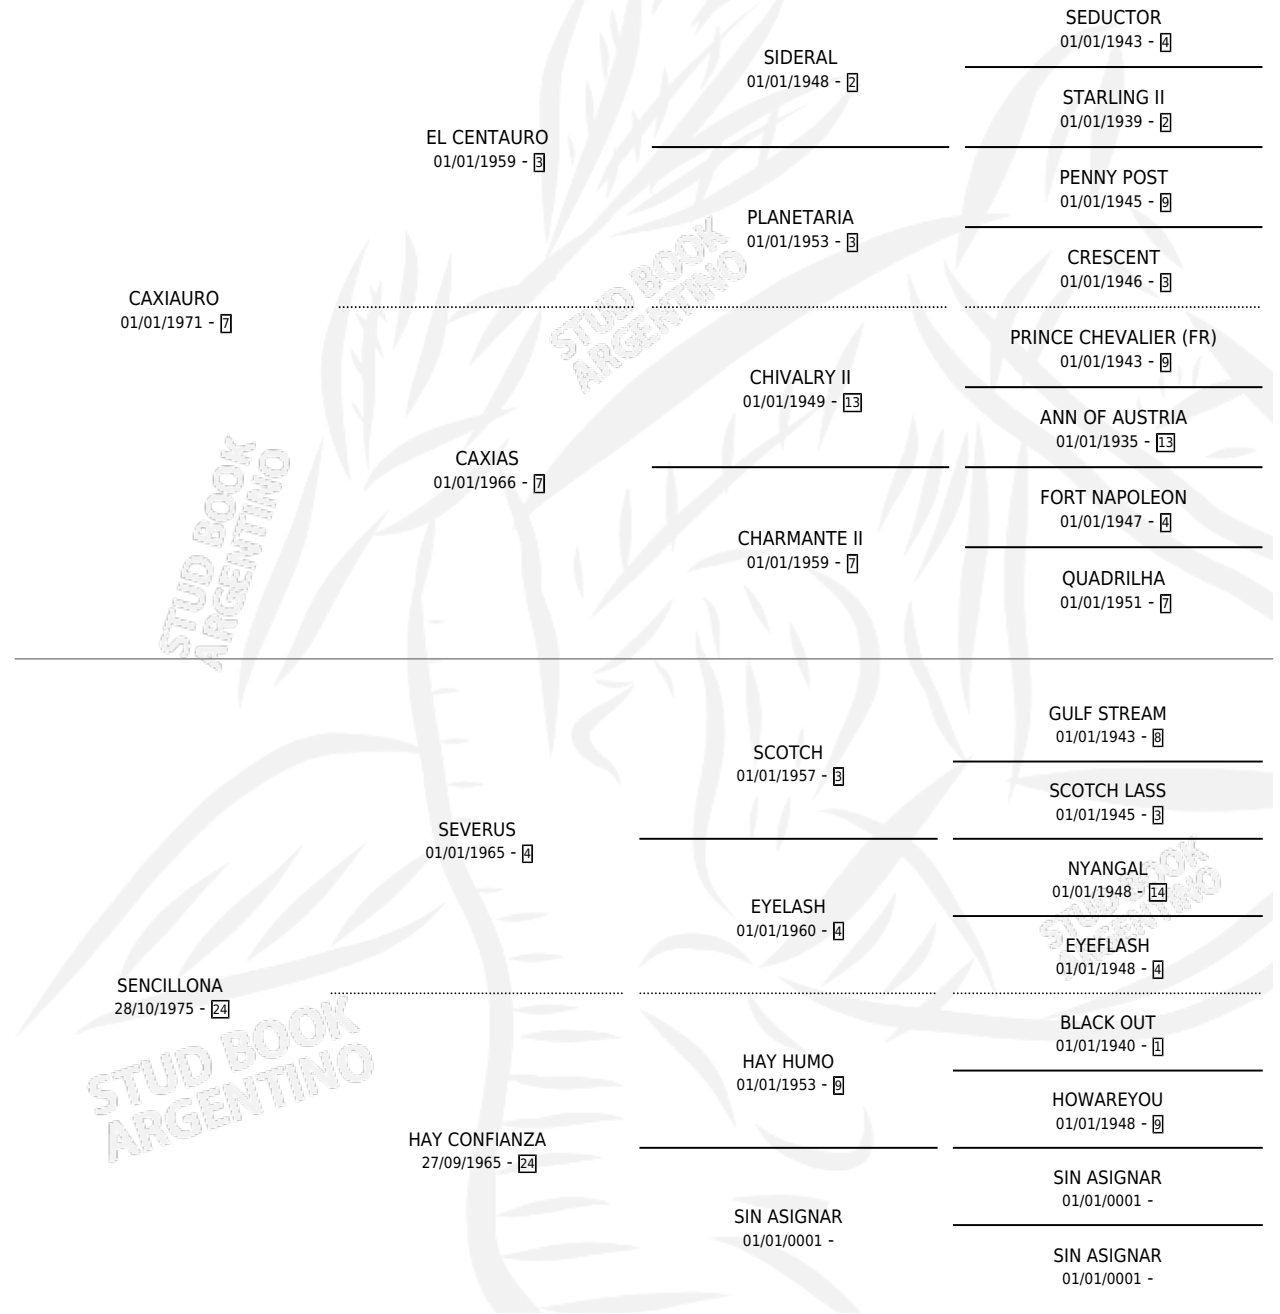 SEDUCTOR
01/01/1943 - 4
SIDERAL
01/01/1948 - 2
STARLING II
01/01/1939 - 2
EL CENTAURO
01/01/1959 - 3
PENNY POST
01/01/1945 - 9
PLANETARIA
01/01/1953 - 3
CRESCENT
01/01/1946 - 3
CAXIAURO
01/01/1971 - 7
PRINCE CHEVALIER (FR)
01/01/1943 - 9
CHIVALRY II
01/01/1949 - 13
ANN OF AUSTRIA
01/01/1935 - 13
CAXIAS
01/01/1966 - 7
FORT NAPOLEON
01/01/1947 - 4
CHARMANTE II
01/01/1959 - 7
QUADRILHA
01/01/1951 - 7
STUD BOOK
ARGENTINO
STUD BOOK
ARGENTINO
GULF STREAM
01/01/1943 - 8
SCOTCH
01/01/1957 - 3
SCOTCH LASS
01/01/1945 - 3
SEVERUS
01/01/1965 - 4
NYANGAL
01/01/1948 - 14
EYELASH
01/01/1960 - 4
EYEFLASH
01/01/1948 - 4
SENCILLONA
28/10/1975 - 24
BLACK OUT
01/01/1940 - 1
HAY HUMO
01/01/1953 - 9
HOWAREYOU
01/01/1948 - 9
HAY CONFIANZA
27/09/1965 - 24
SIN ASIGNAR
01/01/0001 -
SIN ASIGNAR
01/01/0001 -
SIN ASIGNAR
01/01/0001 -
STUD BOOK
ARGENTINO
STUD BOOK
ARGENTINO